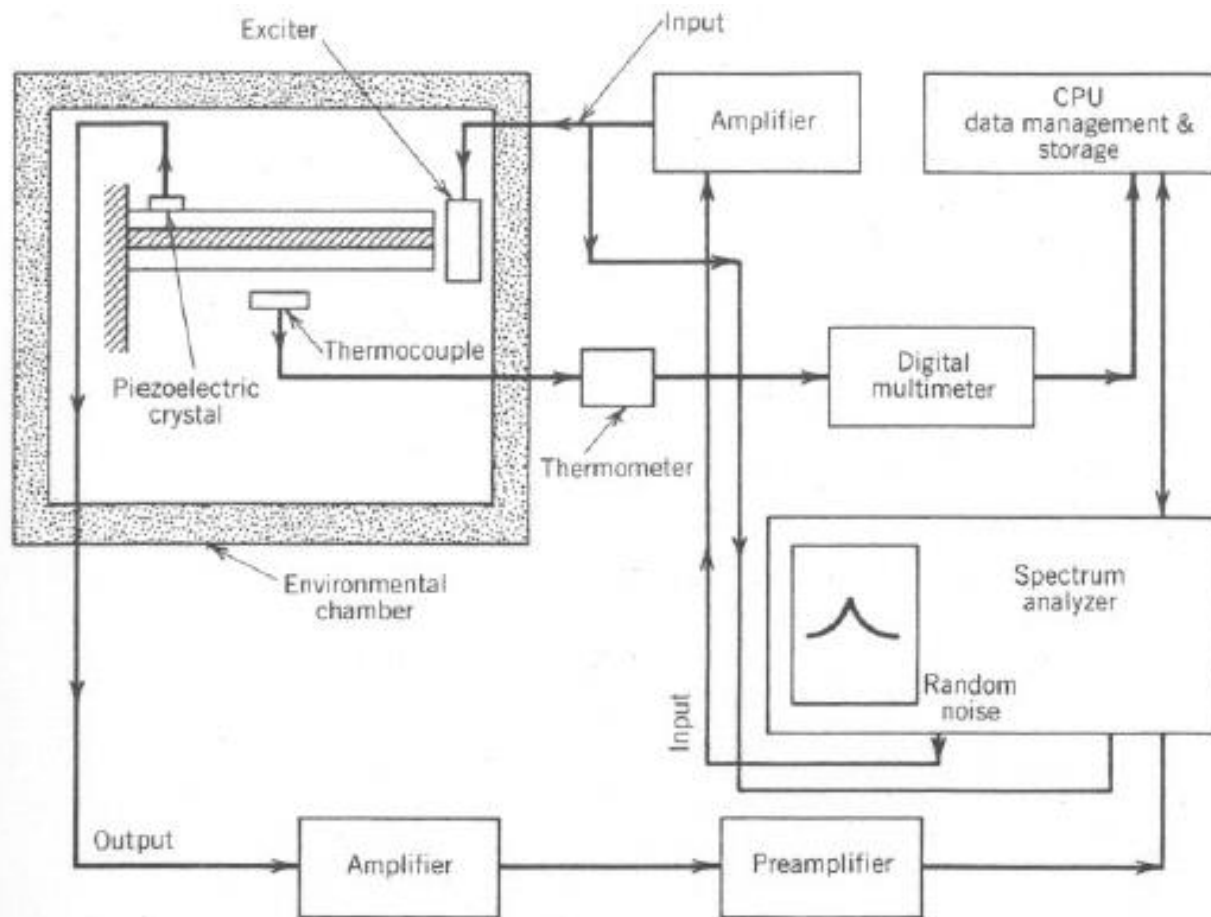 Exciter
Input
Amplifier
CPU
data management &
storage
Thermocouple
Piezoelectric
crystal
Digital
multimeter
Thermometer
Environmental
chamber
Spectrum
analyzer
Random
noise
Input
Output
Amplifier
Preamplifier